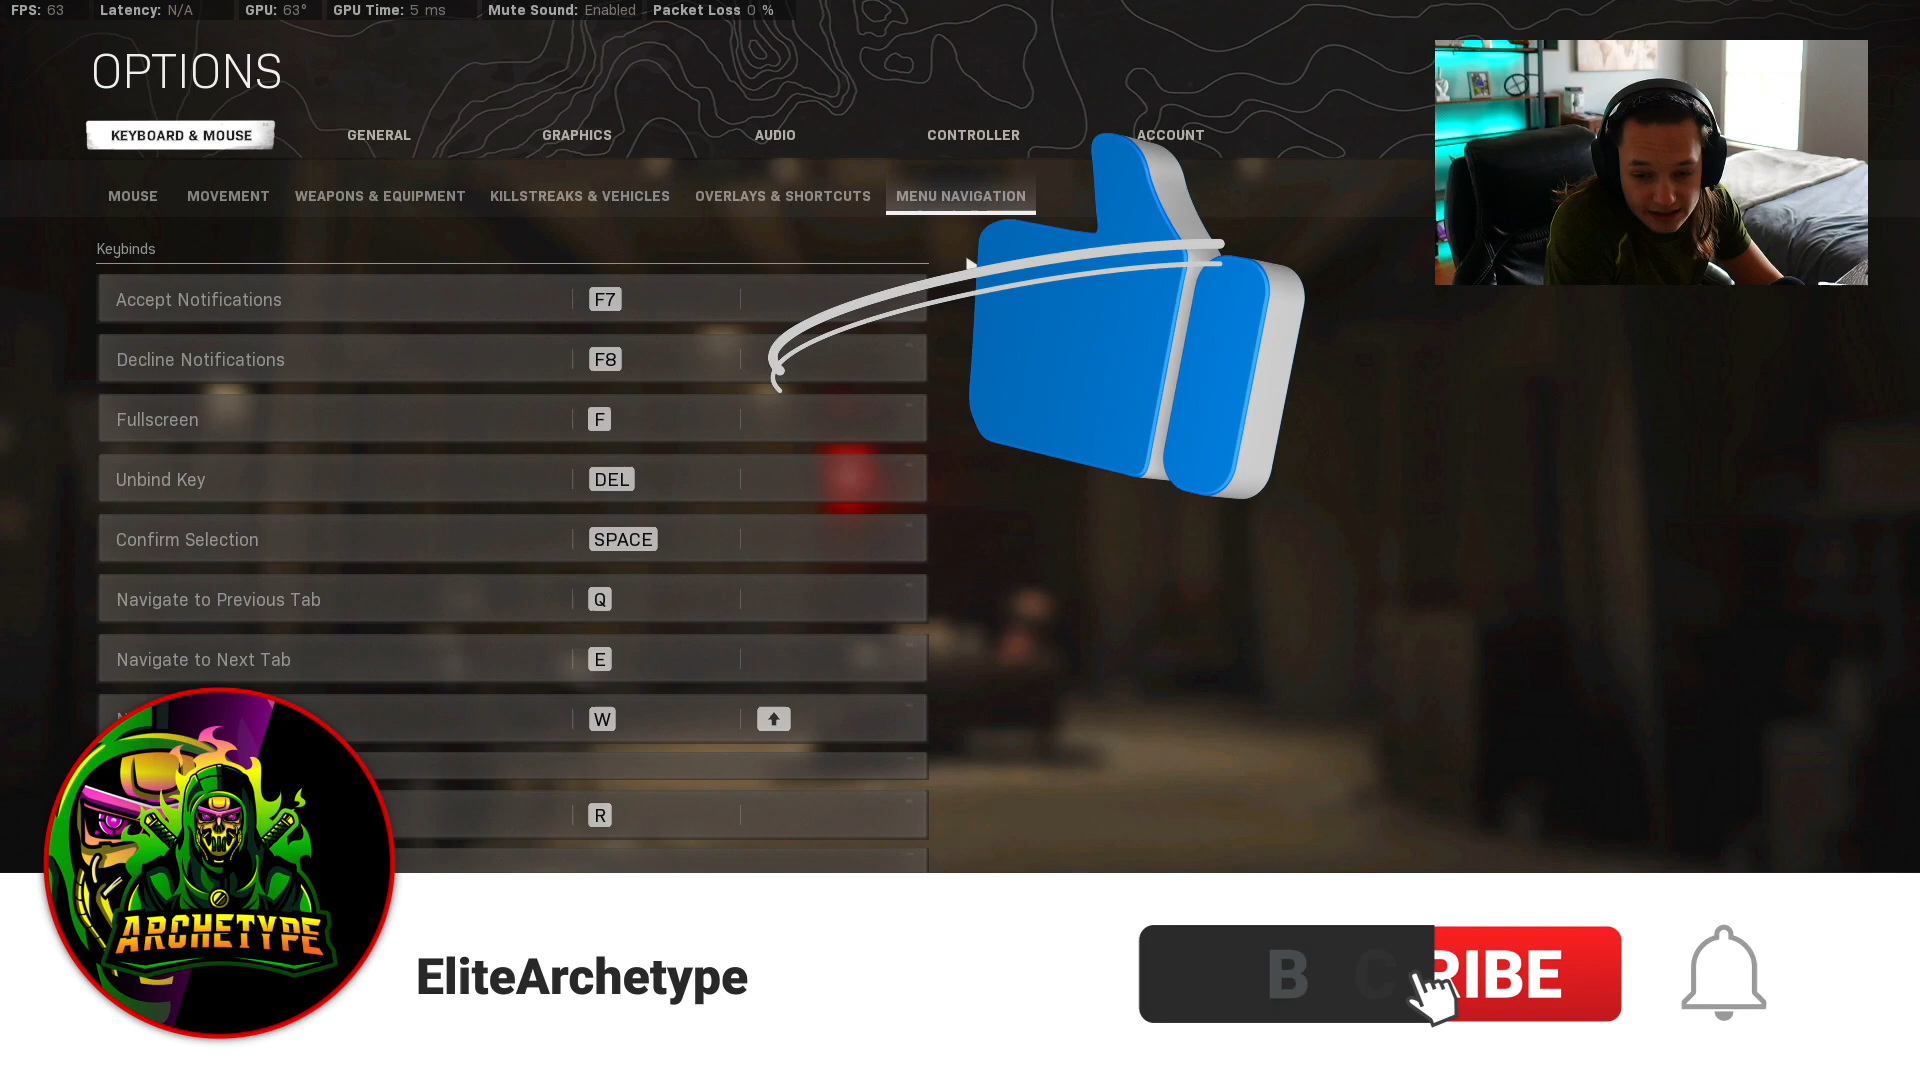 FPS: 63 Latency: N/A GPU: 63° GPU Time: 5 ms Mute Sound: Enabled Packet Loss 0 %
OPTIONS
KEYBOARD & MOUSE GENERAL GRAPHICS AUDIO CONTROLLER ACCOUNT
MOUSE MOVEMENT WEAPONS & EQUIPMENT KILLSTREAKS & VEHICLES OVERLAYS & SHORTCUTS MENU NAVIGATION
Keybinds
Accept Notifications F7
Decline Notifications F8
Fullscreen F
Unbind Key DEL
Confirm Selection SPACE
Navigate to Previous Tab Q
Navigate to Next Tab E
W
R
ARCHETYPE
EliteArchetype
B CRIBE